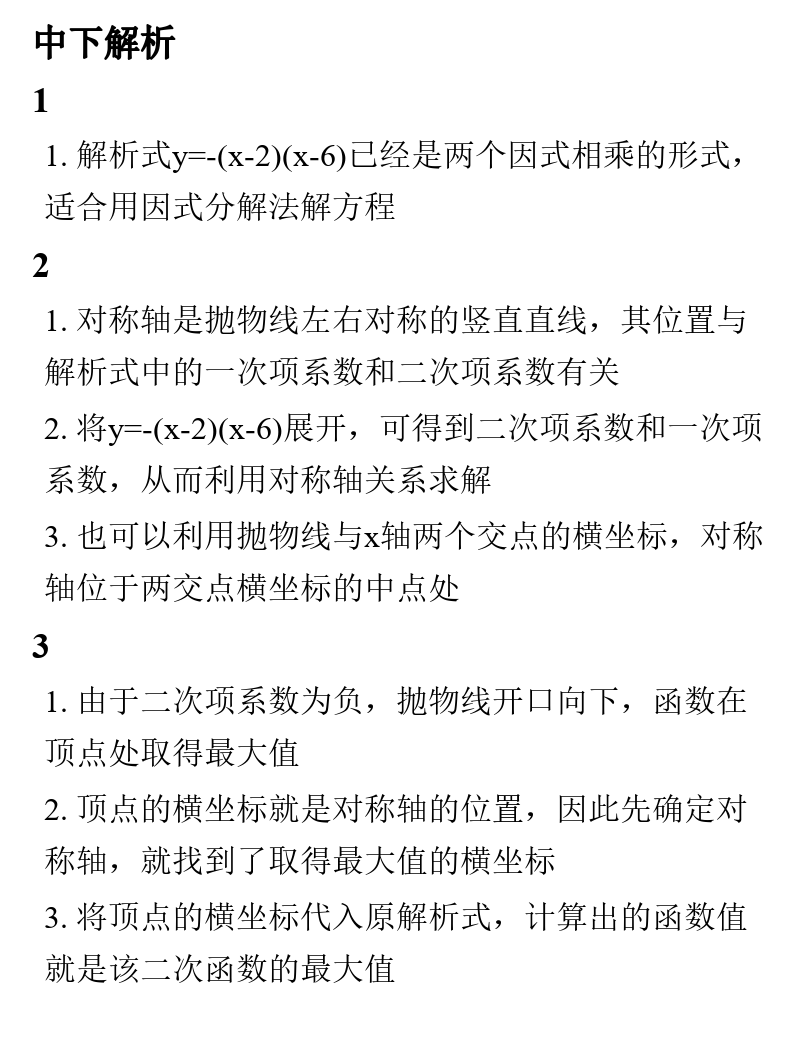 中下解析
1
1. 解析式y=-(x-2)(x-6)已经是两个因式相乘的形式，
适合用因式分解法解方程
2
1. 对称轴是抛物线左右对称的竖直直线，其位置与
解析式中的一次项系数和二次项系数有关
2. 将y=-(x-2)(x-6)展开，可得到二次项系数和一次项
系数，从而利用对称轴关系求解
3. 也可以利用抛物线与x轴两个交点的横坐标，对称
轴位于两交点横坐标的中点处
3
1. 由于二次项系数为负，抛物线开口向下，函数在
顶点处取得最大值
2. 顶点的横坐标就是对称轴的位置，因此先确定对
称轴，就找到了取得最大值的横坐标
3. 将顶点的横坐标代入原解析式，计算出的函数值
就是该二次函数的最大值